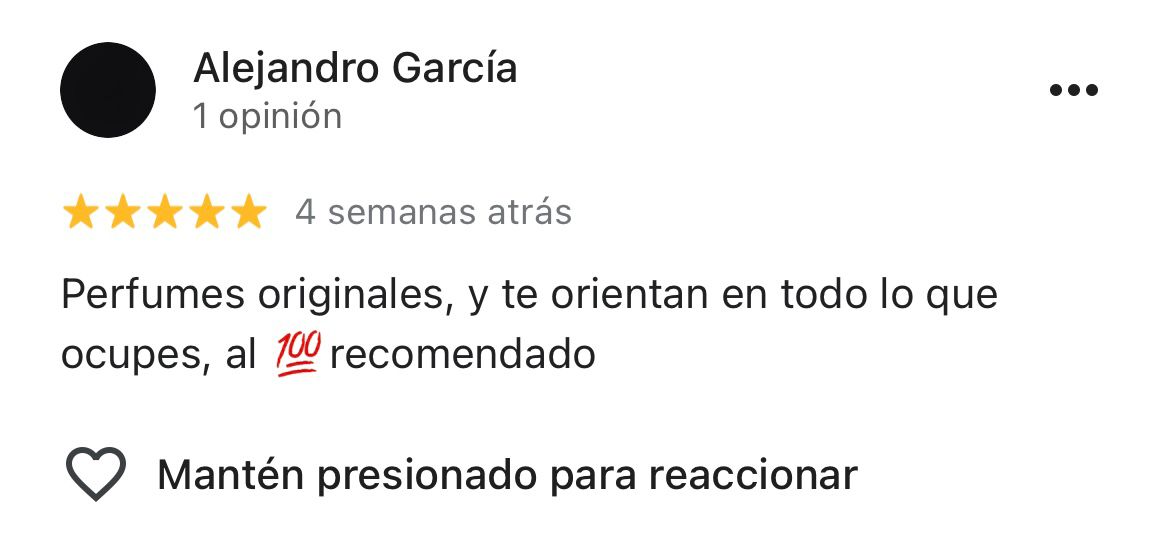 Alejandro García
1 opinión
4 semanas atrás
Perfumes originales, y te orientan en todo lo que
ocupes, al 💯 recomendado
Mantén presionado para reaccionar